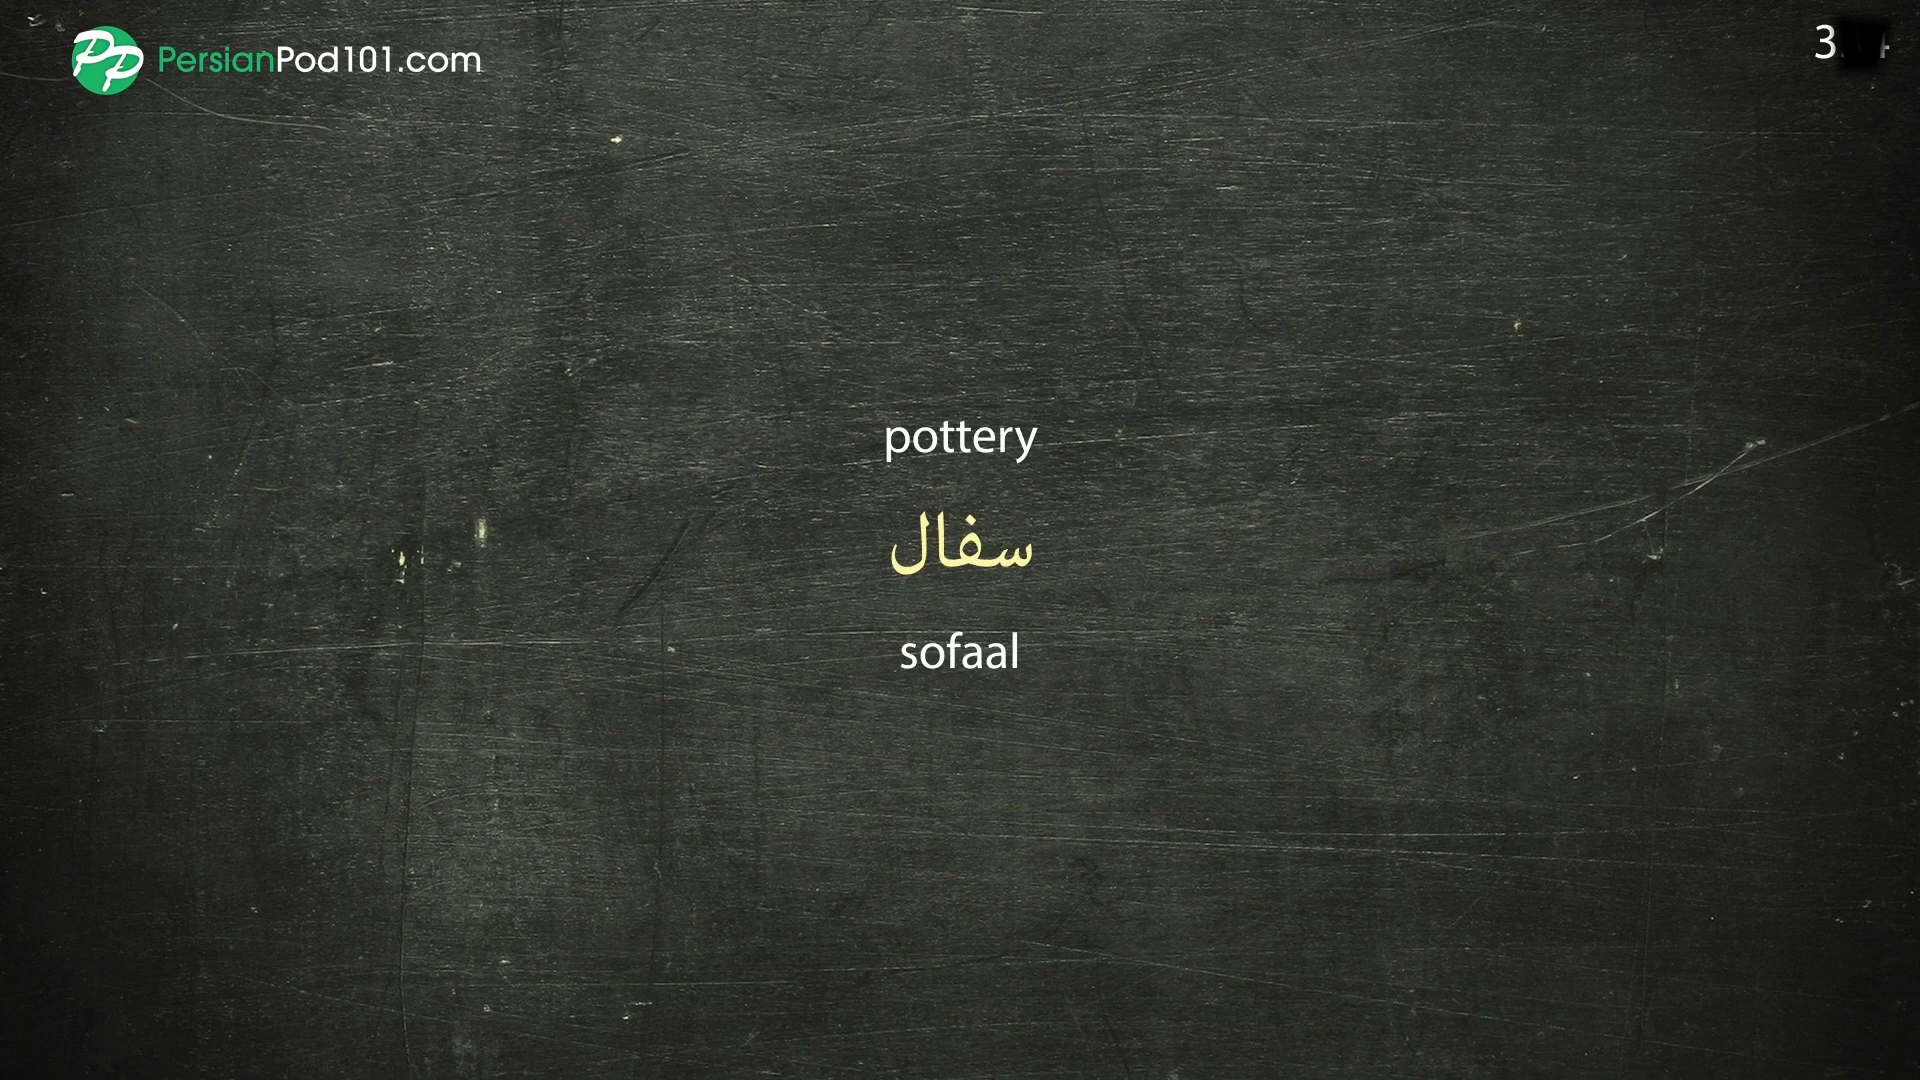 PersianPod101.com
pottery
سفال
sofaal